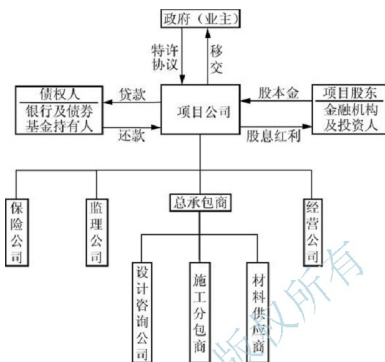 政府（业主）
特许
协议
移
交
债权人
银行及债券
基金持有人
贷款
还款
项目公司
股本金
股息红利
项目股东
金融机构
及投资人
保险公司
监理公司
总承包商
经营公司
设计咨询公司
施工分包商
材料供应商
版权所有